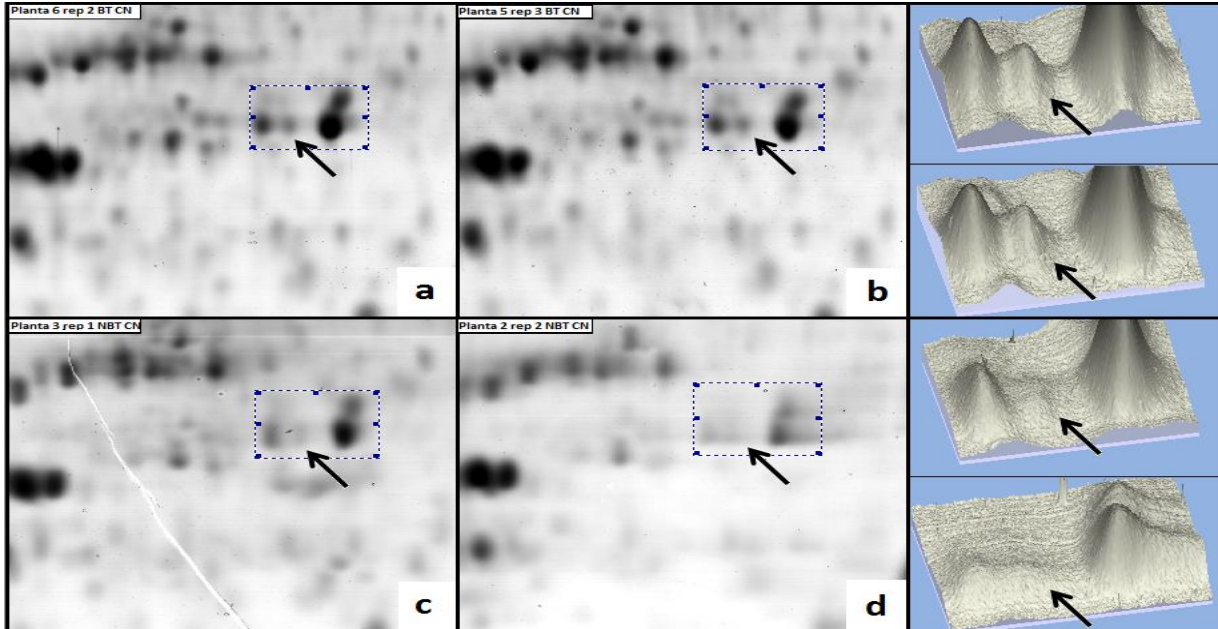 Planta 6 rep 2 BT CN
Planta 5 rep 3 BT CN
a
b
Planta 3 rep 1 NBT CN
Planta 2 rep 2 NBT CN
c
d